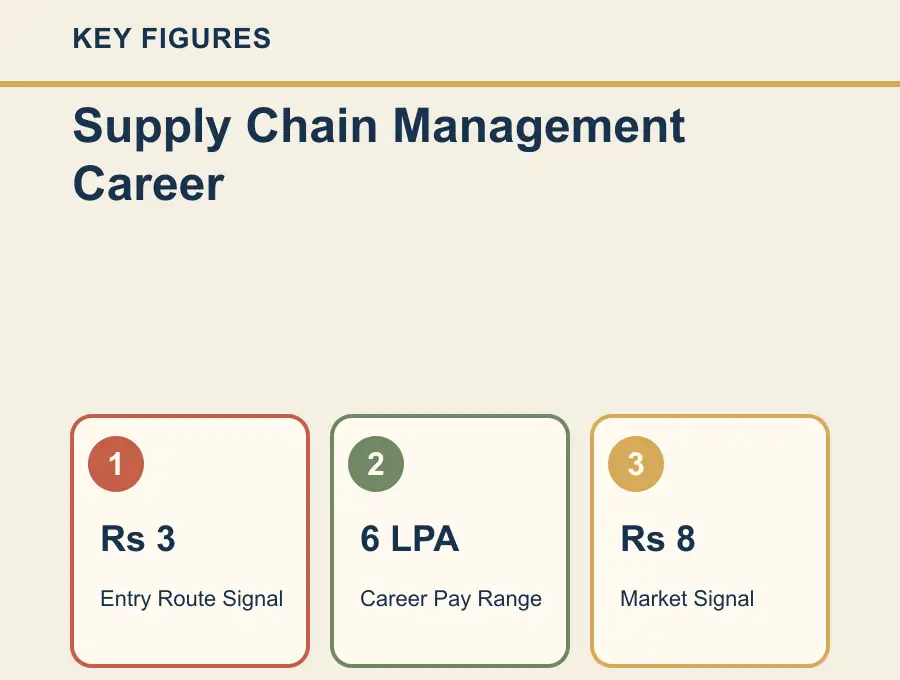 KEY FIGURES
Supply Chain Management
Career
1
Rs 3
Entry Route Signal
2
6 LPA
Career Pay Range
3
Rs 8
Market Signal